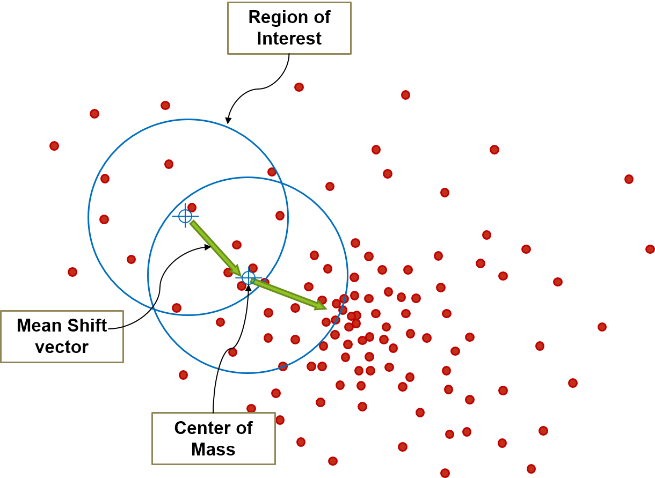 Region of
Interest
Mean Shift
vector
Center of
Mass